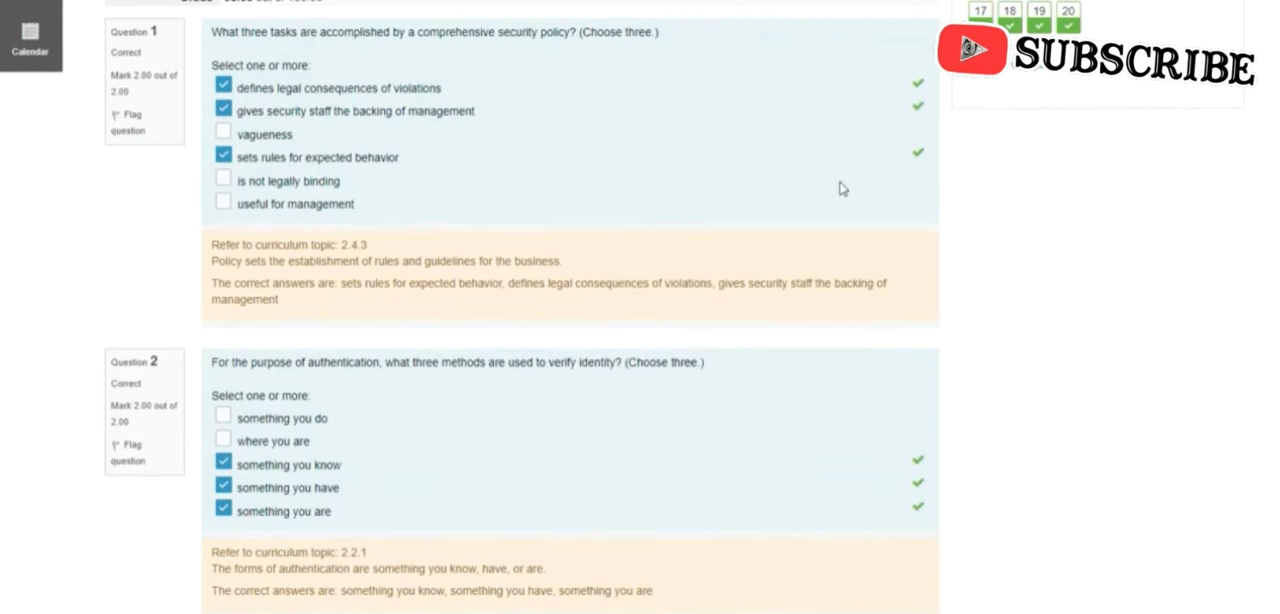 17 18 19 20
SUBSCRIBE
Calendar
Question 1
Correct
Mark 2.00 out of
2.00
Flag
question
What three tasks are accomplished by a comprehensive security policy? (Choose three.)
Select one or more:
defines legal consequences of violations
gives security staff the backing of management
vagueness
sets rules for expected behavior
is not legally binding
useful for management
Refer to curriculum topic: 2.4.3
Policy sets the establishment of rules and guidelines for the business.
The correct answers are: sets rules for expected behavior, defines legal consequences of violations, gives security staff the backing of
management
Question 2
Correct
Mark 2.00 out of
2.00
Flag
question
For the purpose of authentication, what three methods are used to verify identity? (Choose three.)
Select one or more:
something you do
where you are
something you know
something you have
something you are
Refer to curriculum topic: 2.2.1
The forms of authentication are something you know, have, or are.
The correct answers are: something you know, something you have, something you are